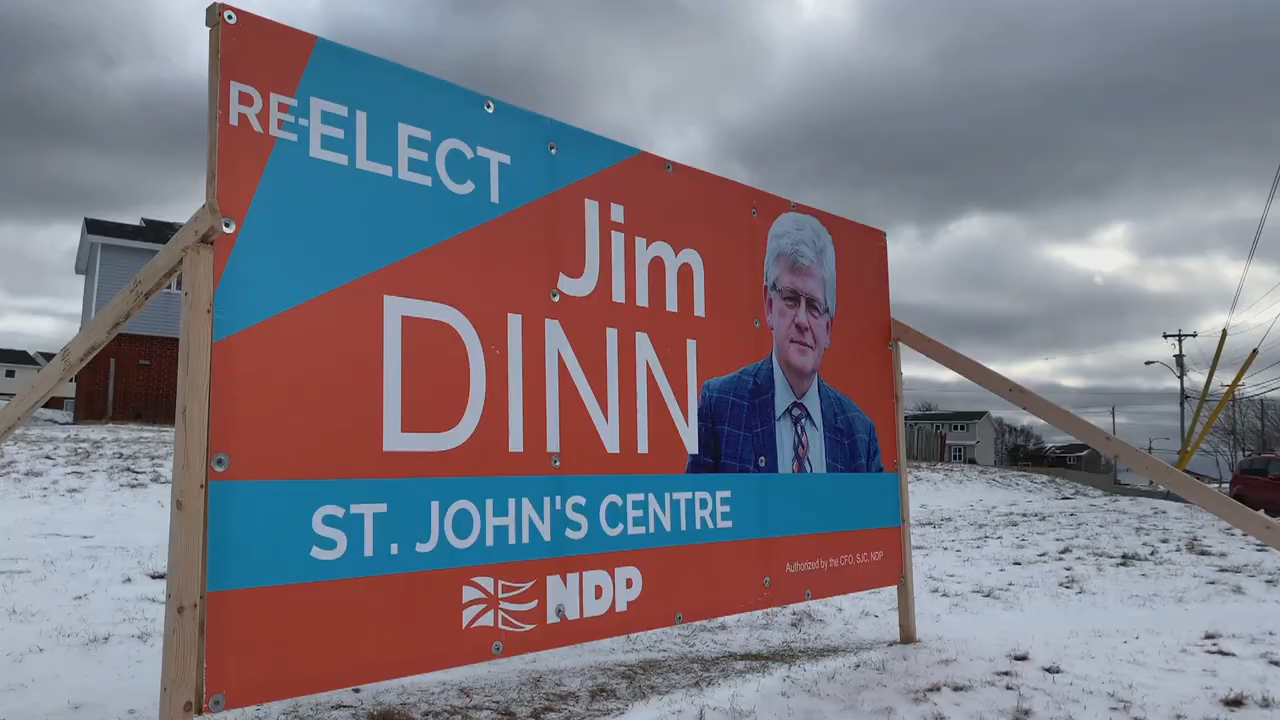 RE-ELECT
Jim
DINN
ST. JOHN'S CENTRE
NDP
Authorized by the CFO, SJC, NDP